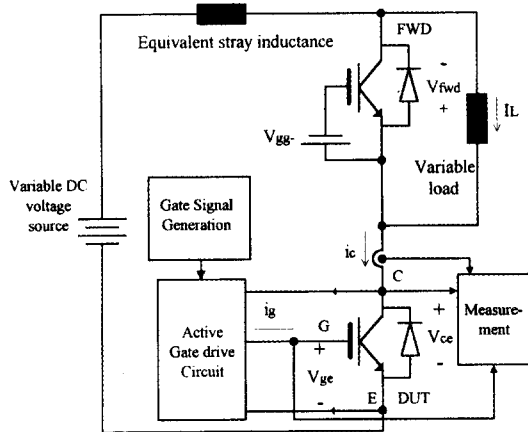 Equivalent stray inductance
FWD
-
Vfwd
+
IL
Vgg-
Variable
load
Variable DC
voltage
source
Gate Signal
Generation
ic
C
Active
Gate drive
Circuit
ig
G
+
Vge
-
E
DUT
+
Vce
-
Measure-
ment